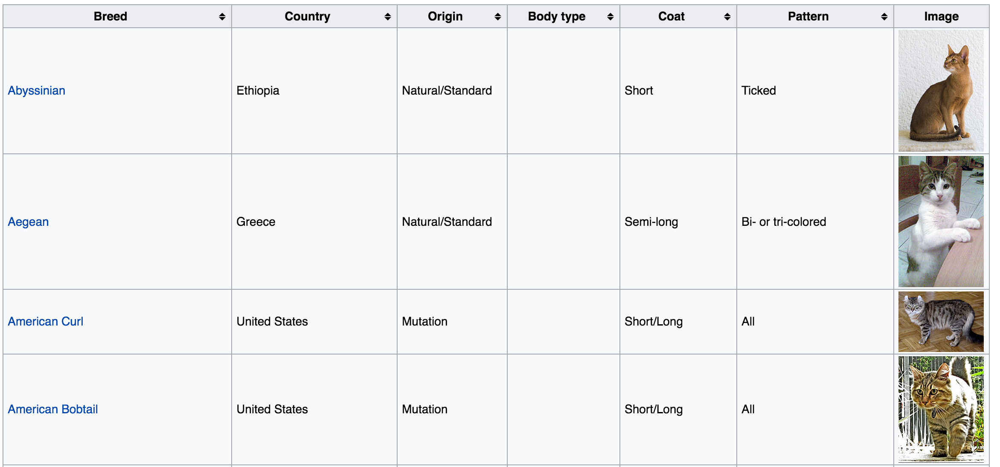 Breed Country Origin Body type Coat Pattern Image
Abyssinian Ethiopia Natural/Standard Short Ticked
Aegean Greece Natural/Standard Semi-long Bi- or tri-colored
American Curl United States Mutation Short/Long All
American Bobtail United States Mutation Short/Long All